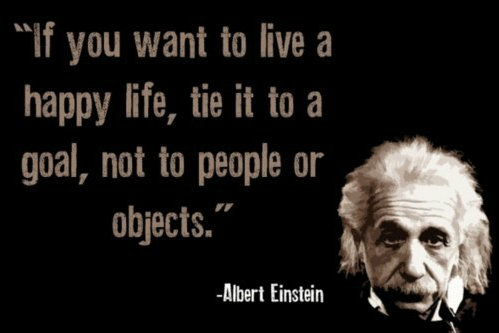 “If you want to live a
happy life, tie it to a
goal, not to people or
objects.”
-Albert Einstein